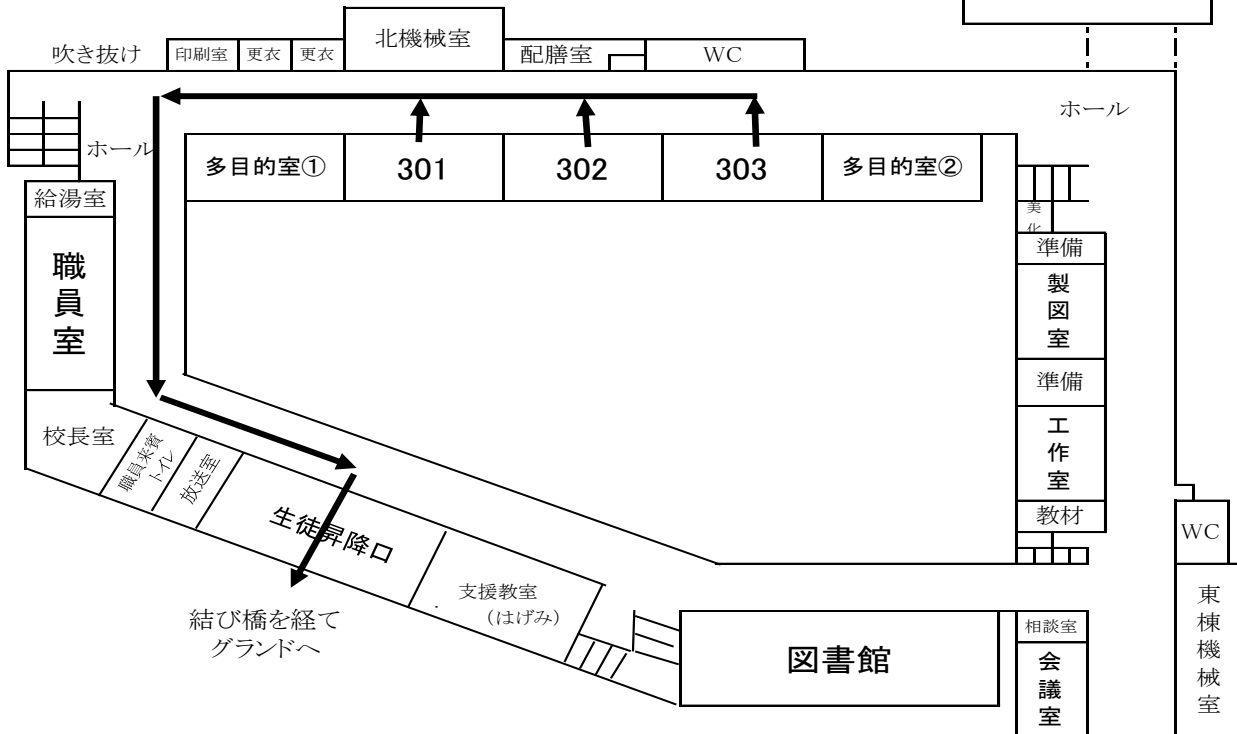 北機械室
吹き抜け
印刷室
更衣
更衣
配膳室
WC
ホール
ホール
多目的室①
301
302
303
多目的室②
給湯室
美化
準備
職員室
製図室
準備
校長室
職員来賓
トイレ
放送室
工作室
生徒昇降口
教材
WC
支援教室
(はげみ)
結び橋を経て
グランドへ
東棟機械室
相談室
図書館
会議室